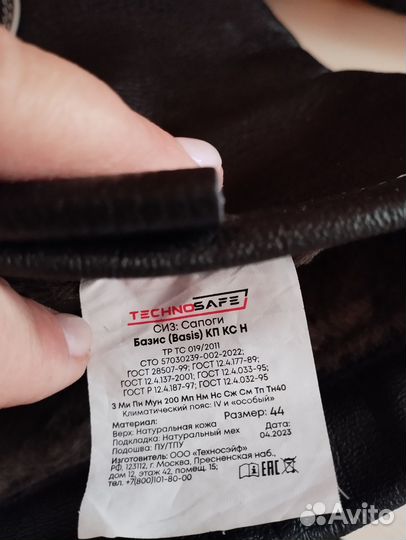 TECHNOSAFE
СИЗ: Сапоги
Базис (Basis) КП КС Н
ТР ТС 019/2011
СТО 57030239-002-2022;
ГОСТ 28507-99; ГОСТ 12.4.177-89;
ГОСТ 12.4.137-2001; ГОСТ 12.4.033-95;
ГОСТ Р 12.4.187-97; ГОСТ 12.4.032-95
З Ми Пн Мун 200 Мп Нм Нс Сж См Тп Тн40
Климатический пояс: IV и «особый»
Материал: Размер: 44
Верх: Натуральная кожа Дата:
Подкладка: Натуральный мех 04.2023
Подошва: ПУ/ТПУ
Изготовитель: ООО «Техносэйф»
РФ, 123112, г. Москва, Пресненская наб.,
дом 12, этаж 42, помещ. 15;
тел. +7(800)101-80-00
EAC
Avito